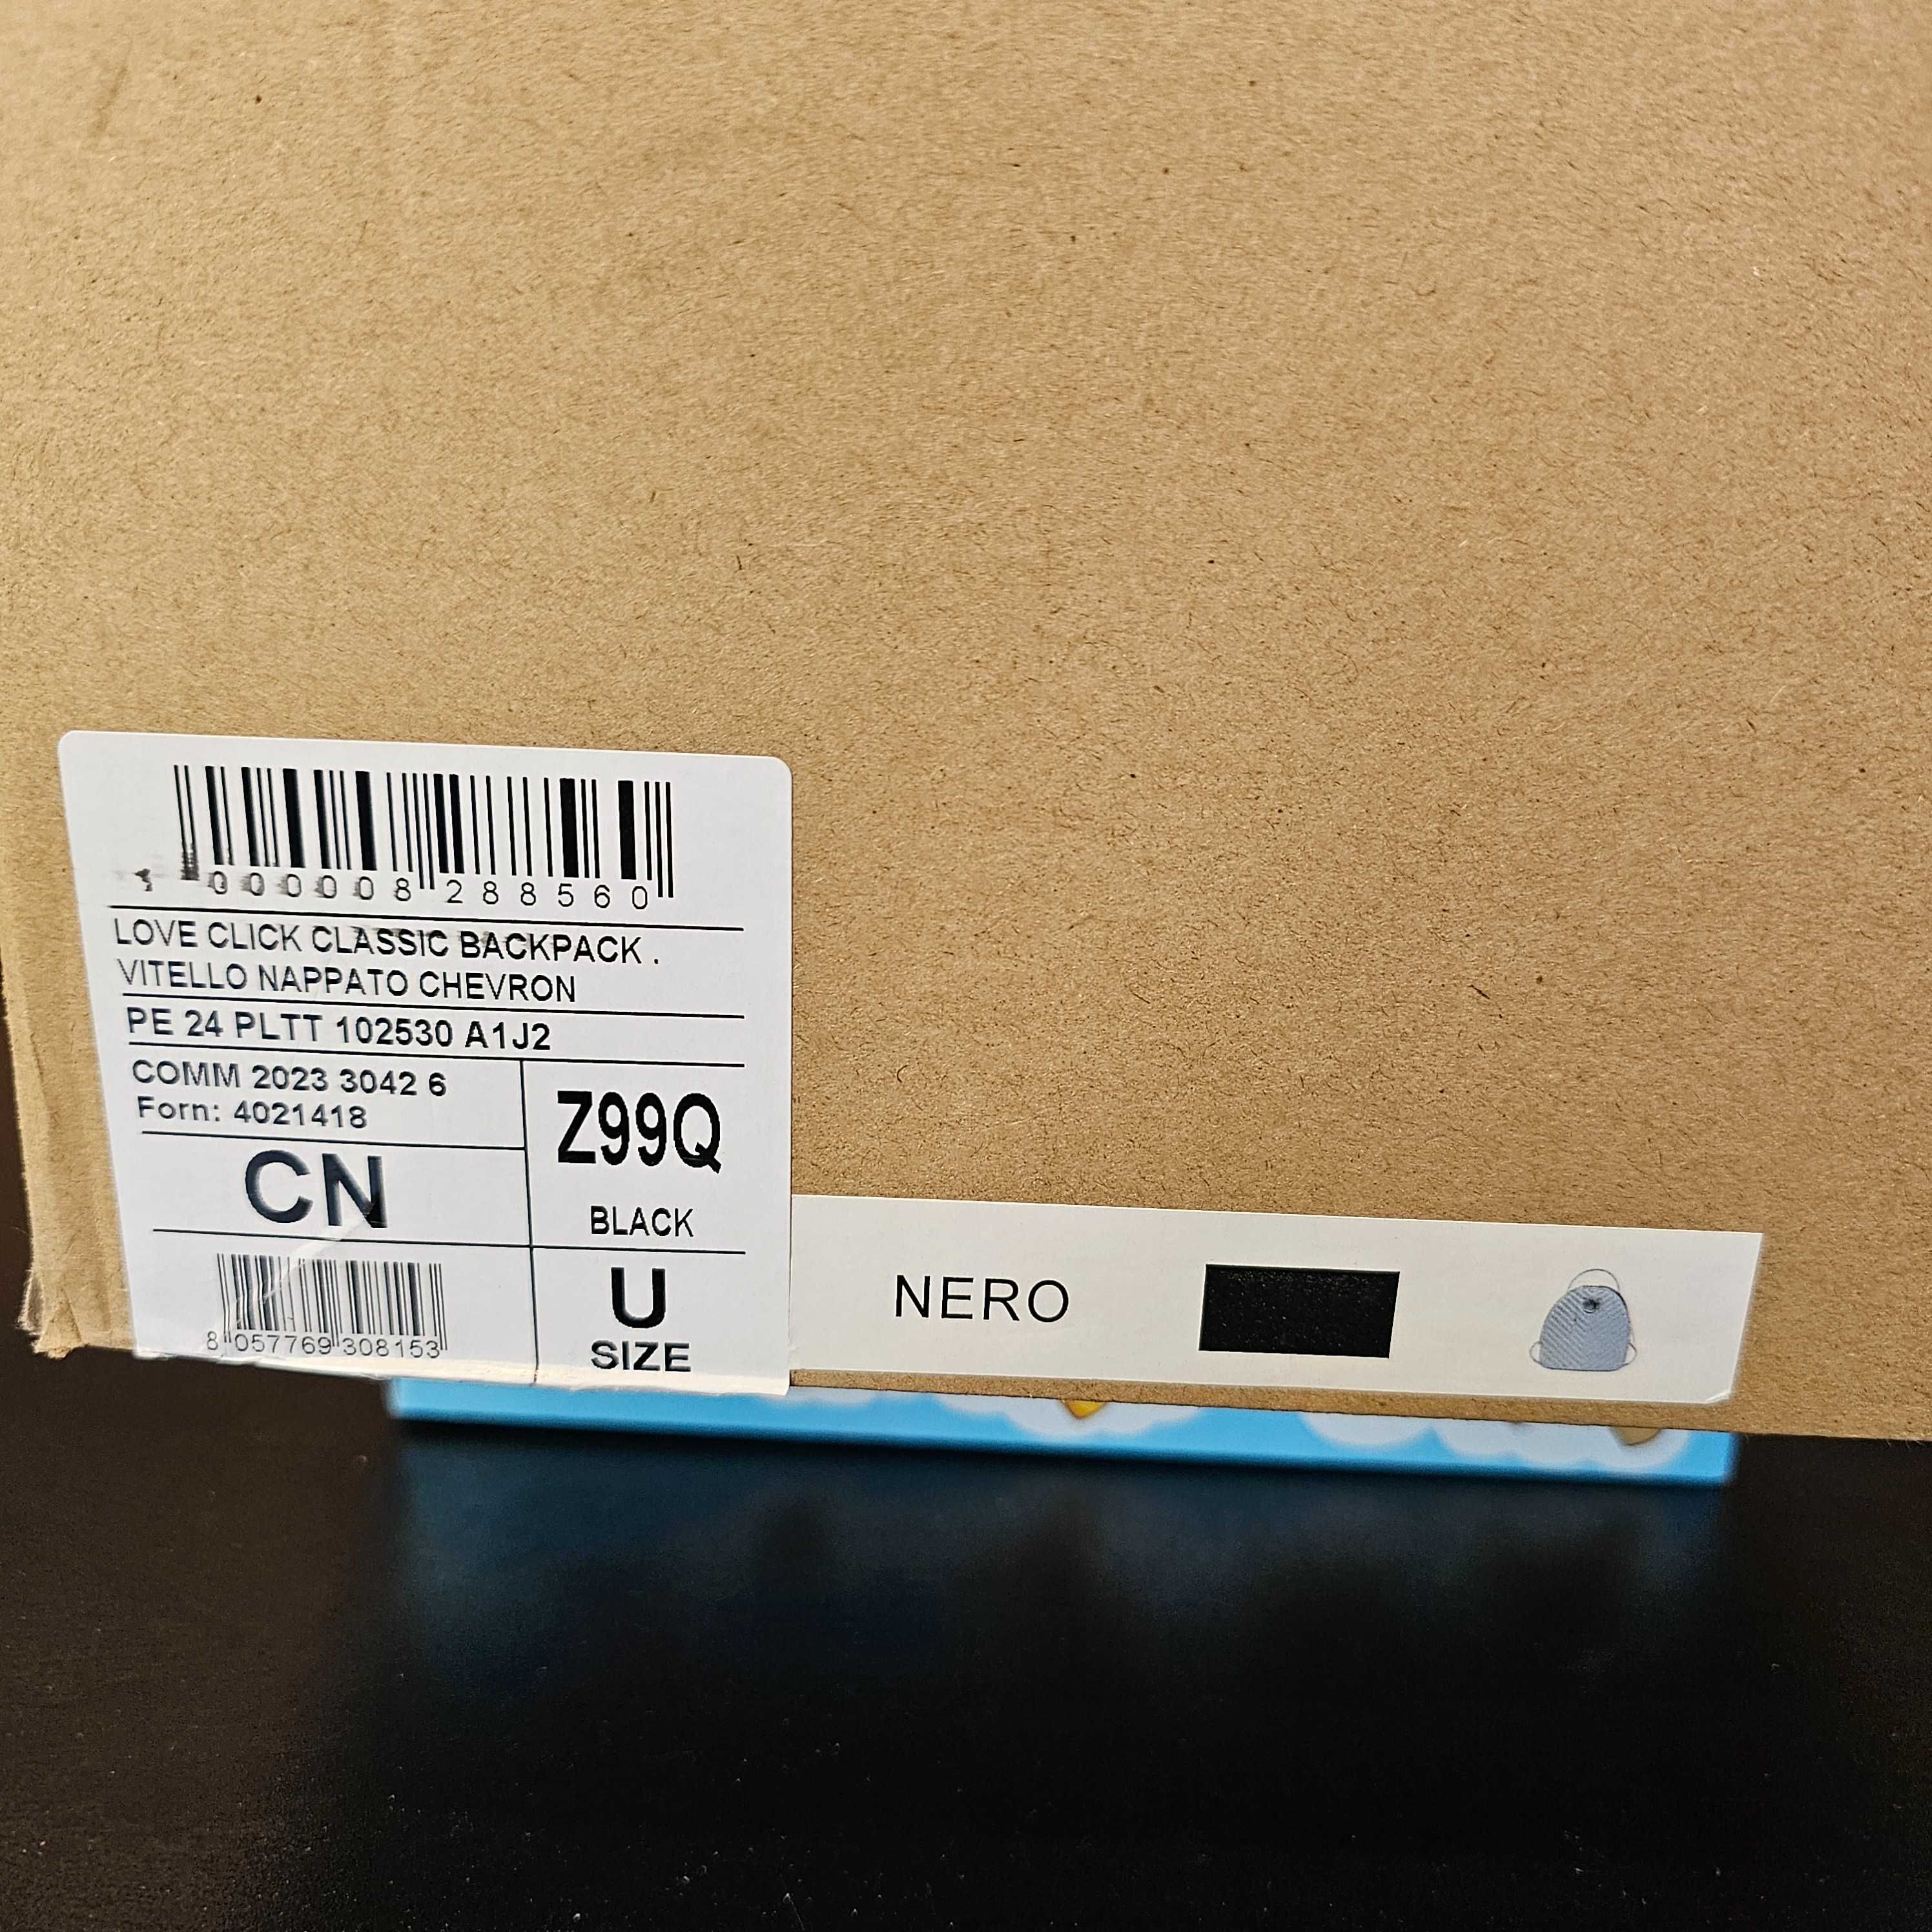 000008 288560
LOVE CLICK CLASSIC BACKPACK .
VITELLO NAPPATO CHEVRON
PE 24 PLTT 102530 A1J2
COMM 2023 3042 6
Forn: 4021418
Z99Q
BLACK
CN
8 057769 308153
U
SIZE
NERO